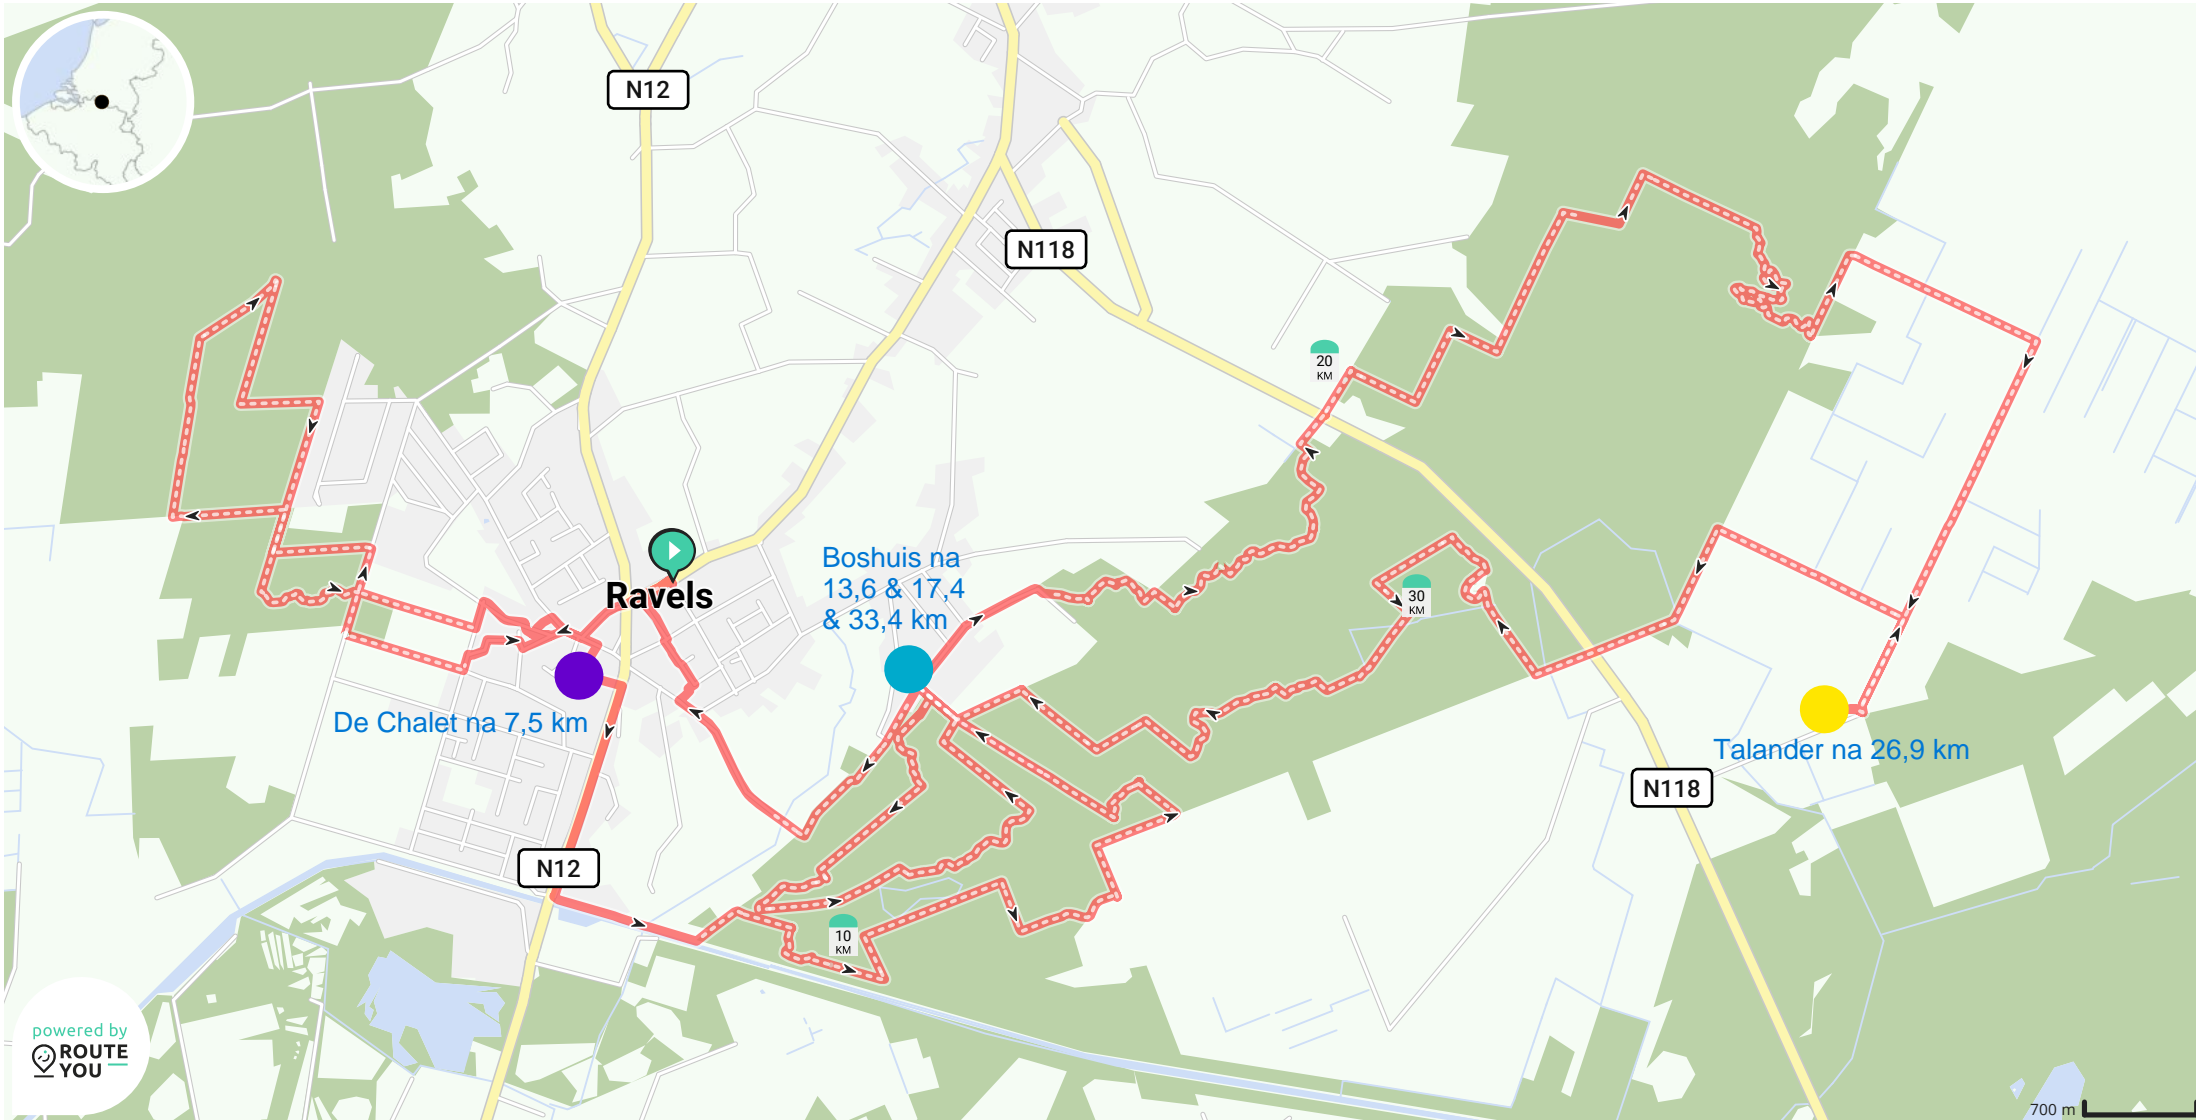 N12
N118
20
KM
Boshuis na
13,6 & 17,4
& 33,4 km
Ravels
30
KM
De Chalet na 7,5 km
Talander na 26,9 km
N118
N12
10
KM
powered by
ROUTE
YOU
700 m